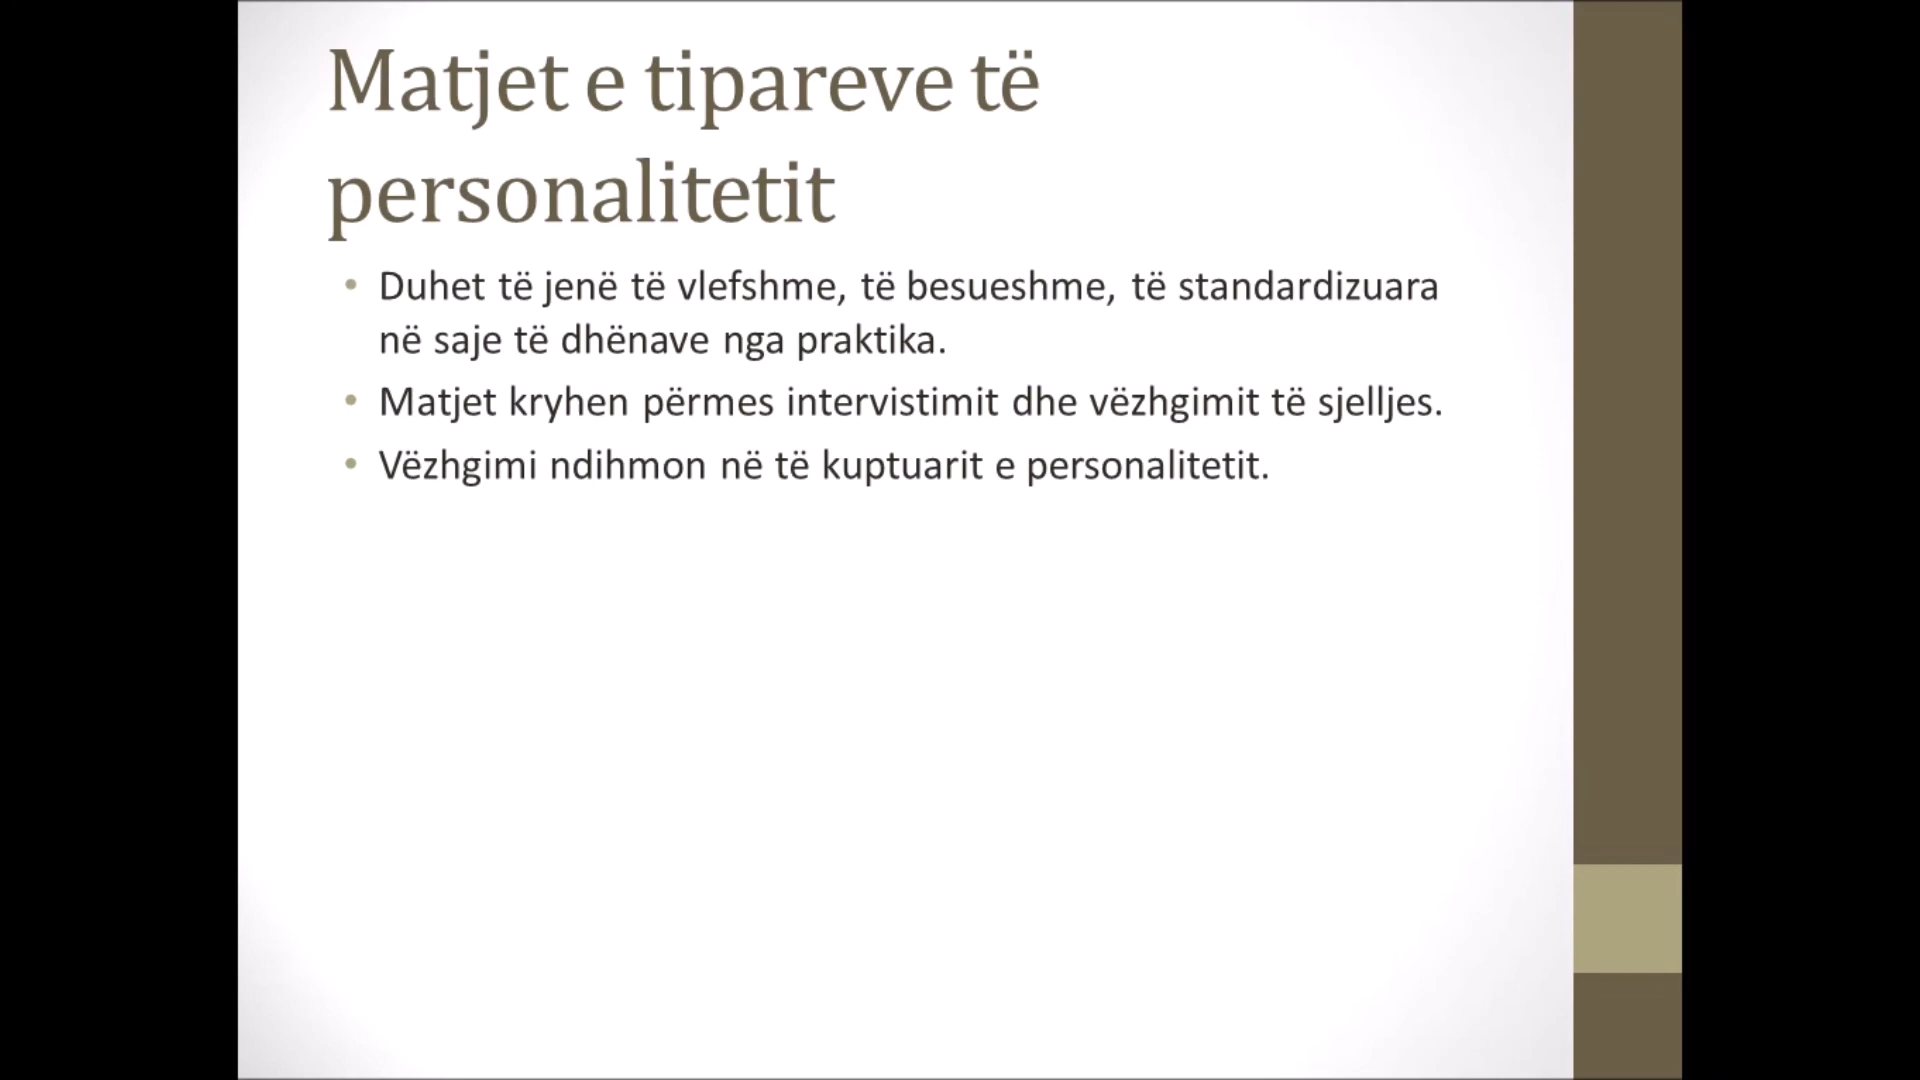 Matjet e tipareve të
personalitetit
• Duhet të jenë të vlefshme, të besueshme, të standardizuara
në saje të dhënave nga praktika.
• Matjet kryhen përmes intervistimit dhe vëzhgimit të sjelljes.
• Vëzhgimi ndihmon në të kuptuarit e personalitetit.